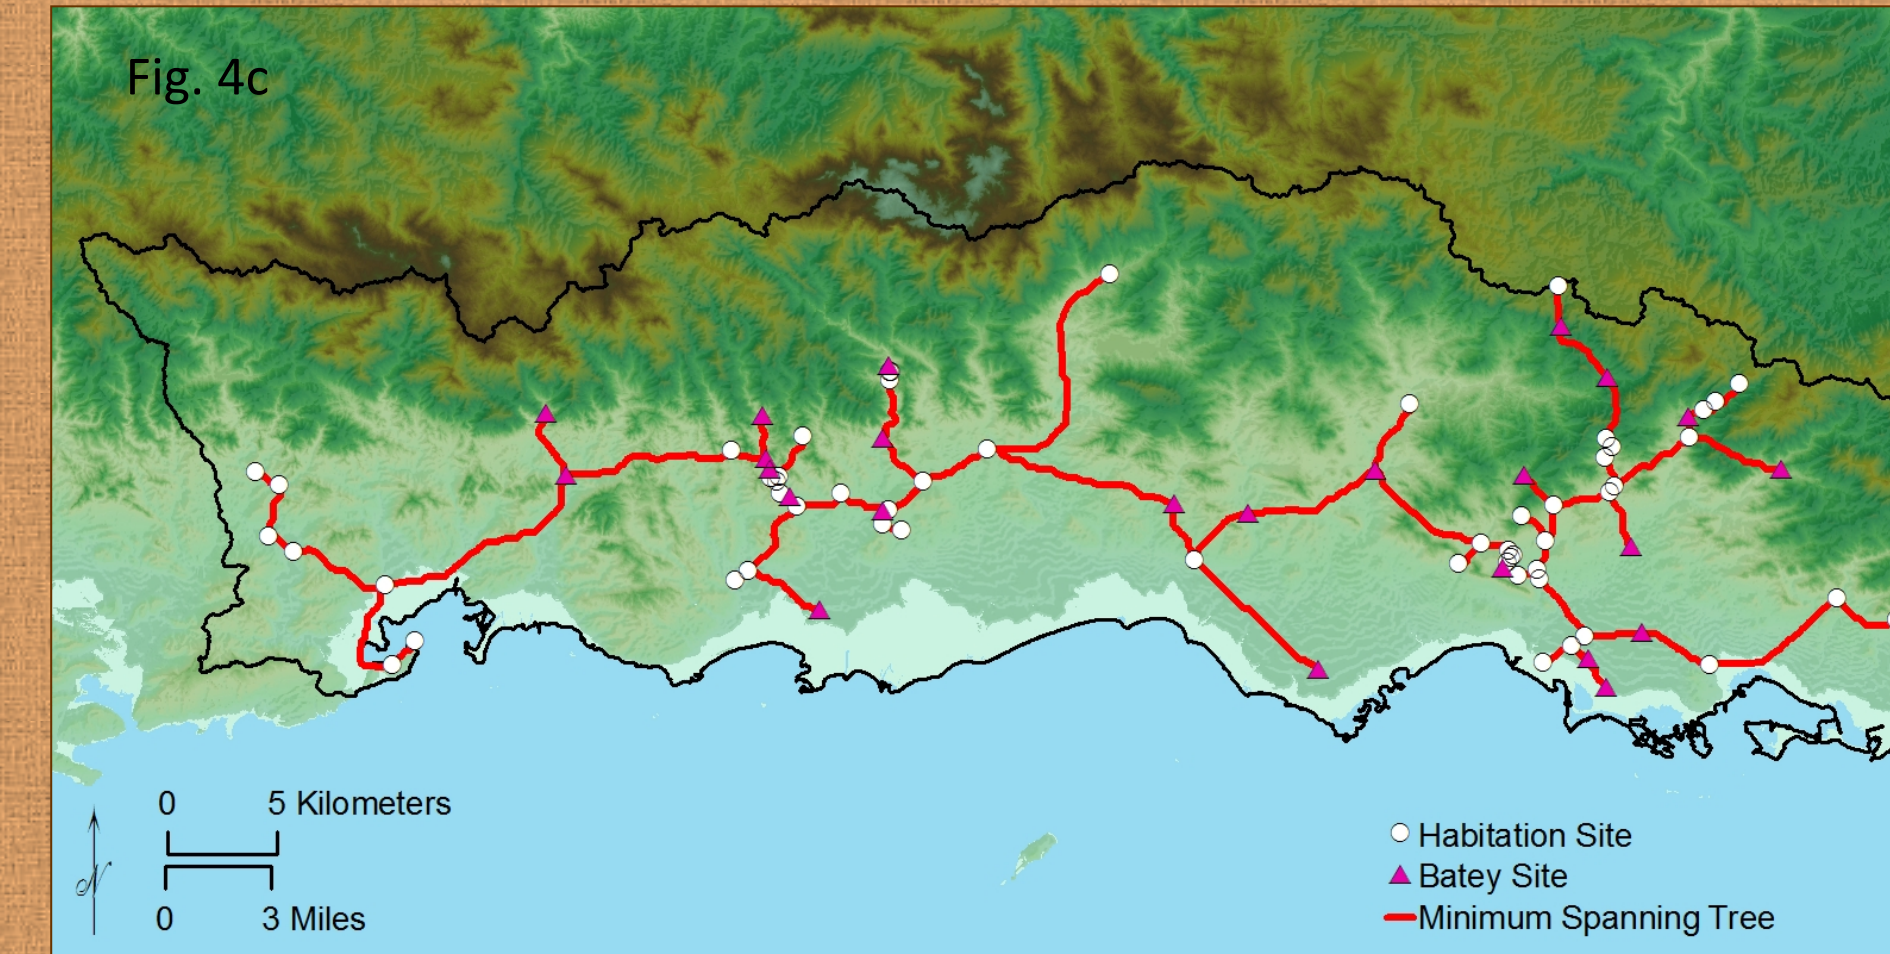 Fig. 4c
0 5 Kilometers
0 3 Miles
N
Habitation Site
Batey Site
Minimum Spanning Tree